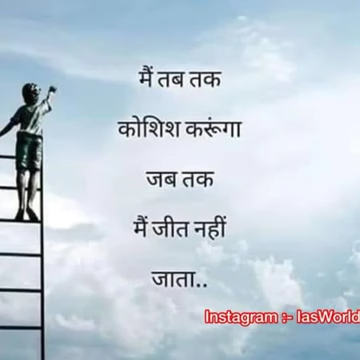 मैं तब तक
कोशिश करूंगा
जब तक
मैं जीत नहीं
जाता..
Instagram :- IasWorld